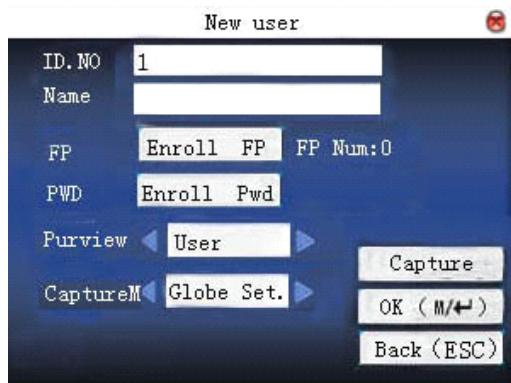 New user
ID.NO 1
Name
FP Enroll FP FP Num:0
PWD Enroll Pwd
Purview User
Capture
CaptureM Globe Set.
OK (M/↵)
Back(ESC)